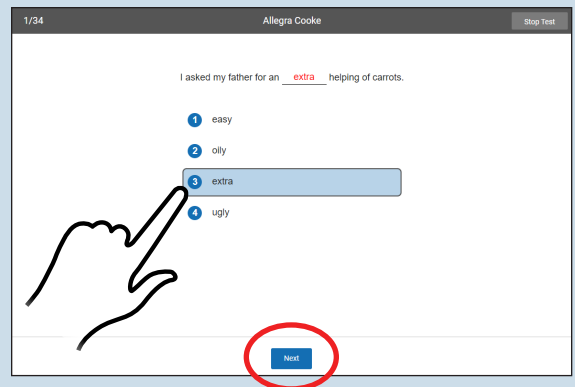 1/34 Allegra Cooke Stop Test
I asked my father for an extra helping of carrots.
1 easy
2 oily
3 extra
4 ugly
Next